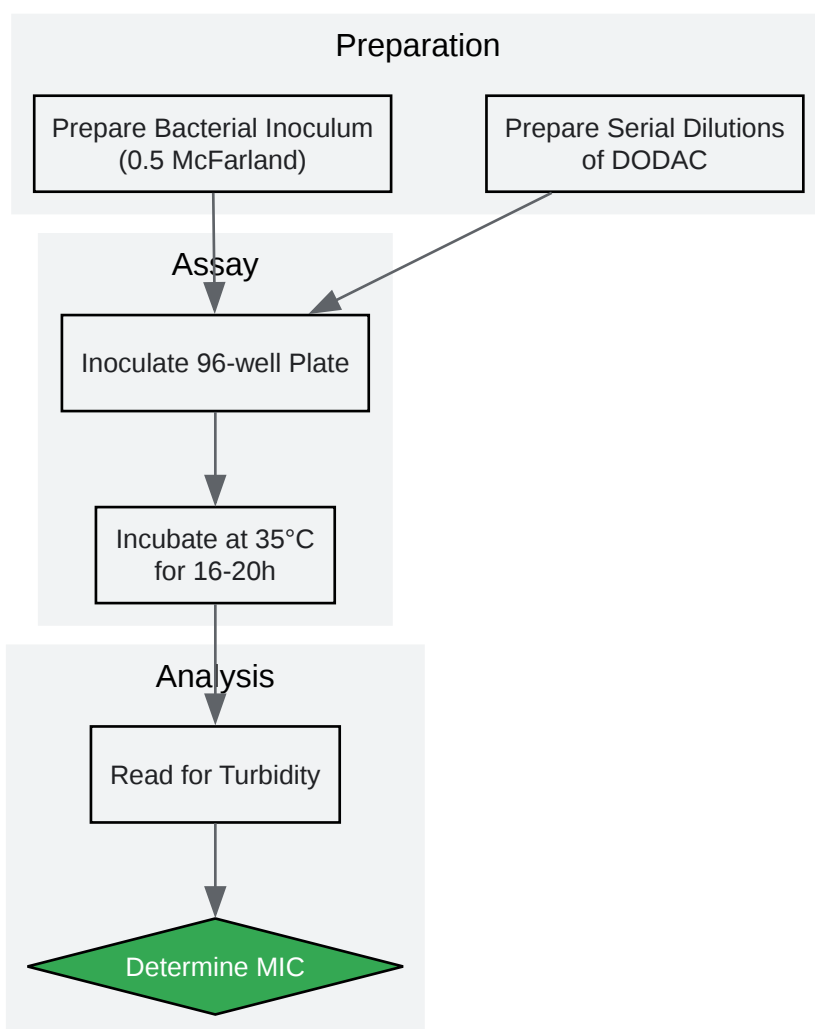 Preparation
Prepare Bacterial Inoculum
(0.5 McFarland)
Prepare Serial Dilutions
of DODAC
Assay
Inoculate 96-well Plate
Incubate at 35°C
for 16-20h
Analysis
Read for Turbidity
Determine MIC